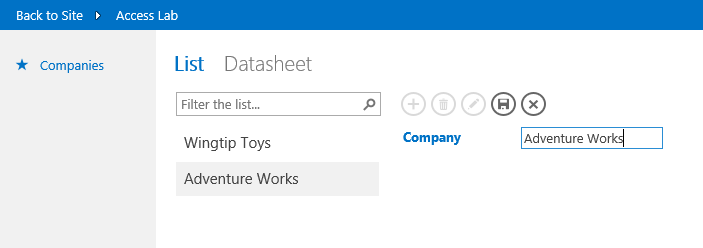 Back to Site Access Lab
Companies
List Datasheet
Filter the list...
Company Adventure Works
Wingtip Toys
Adventure Works